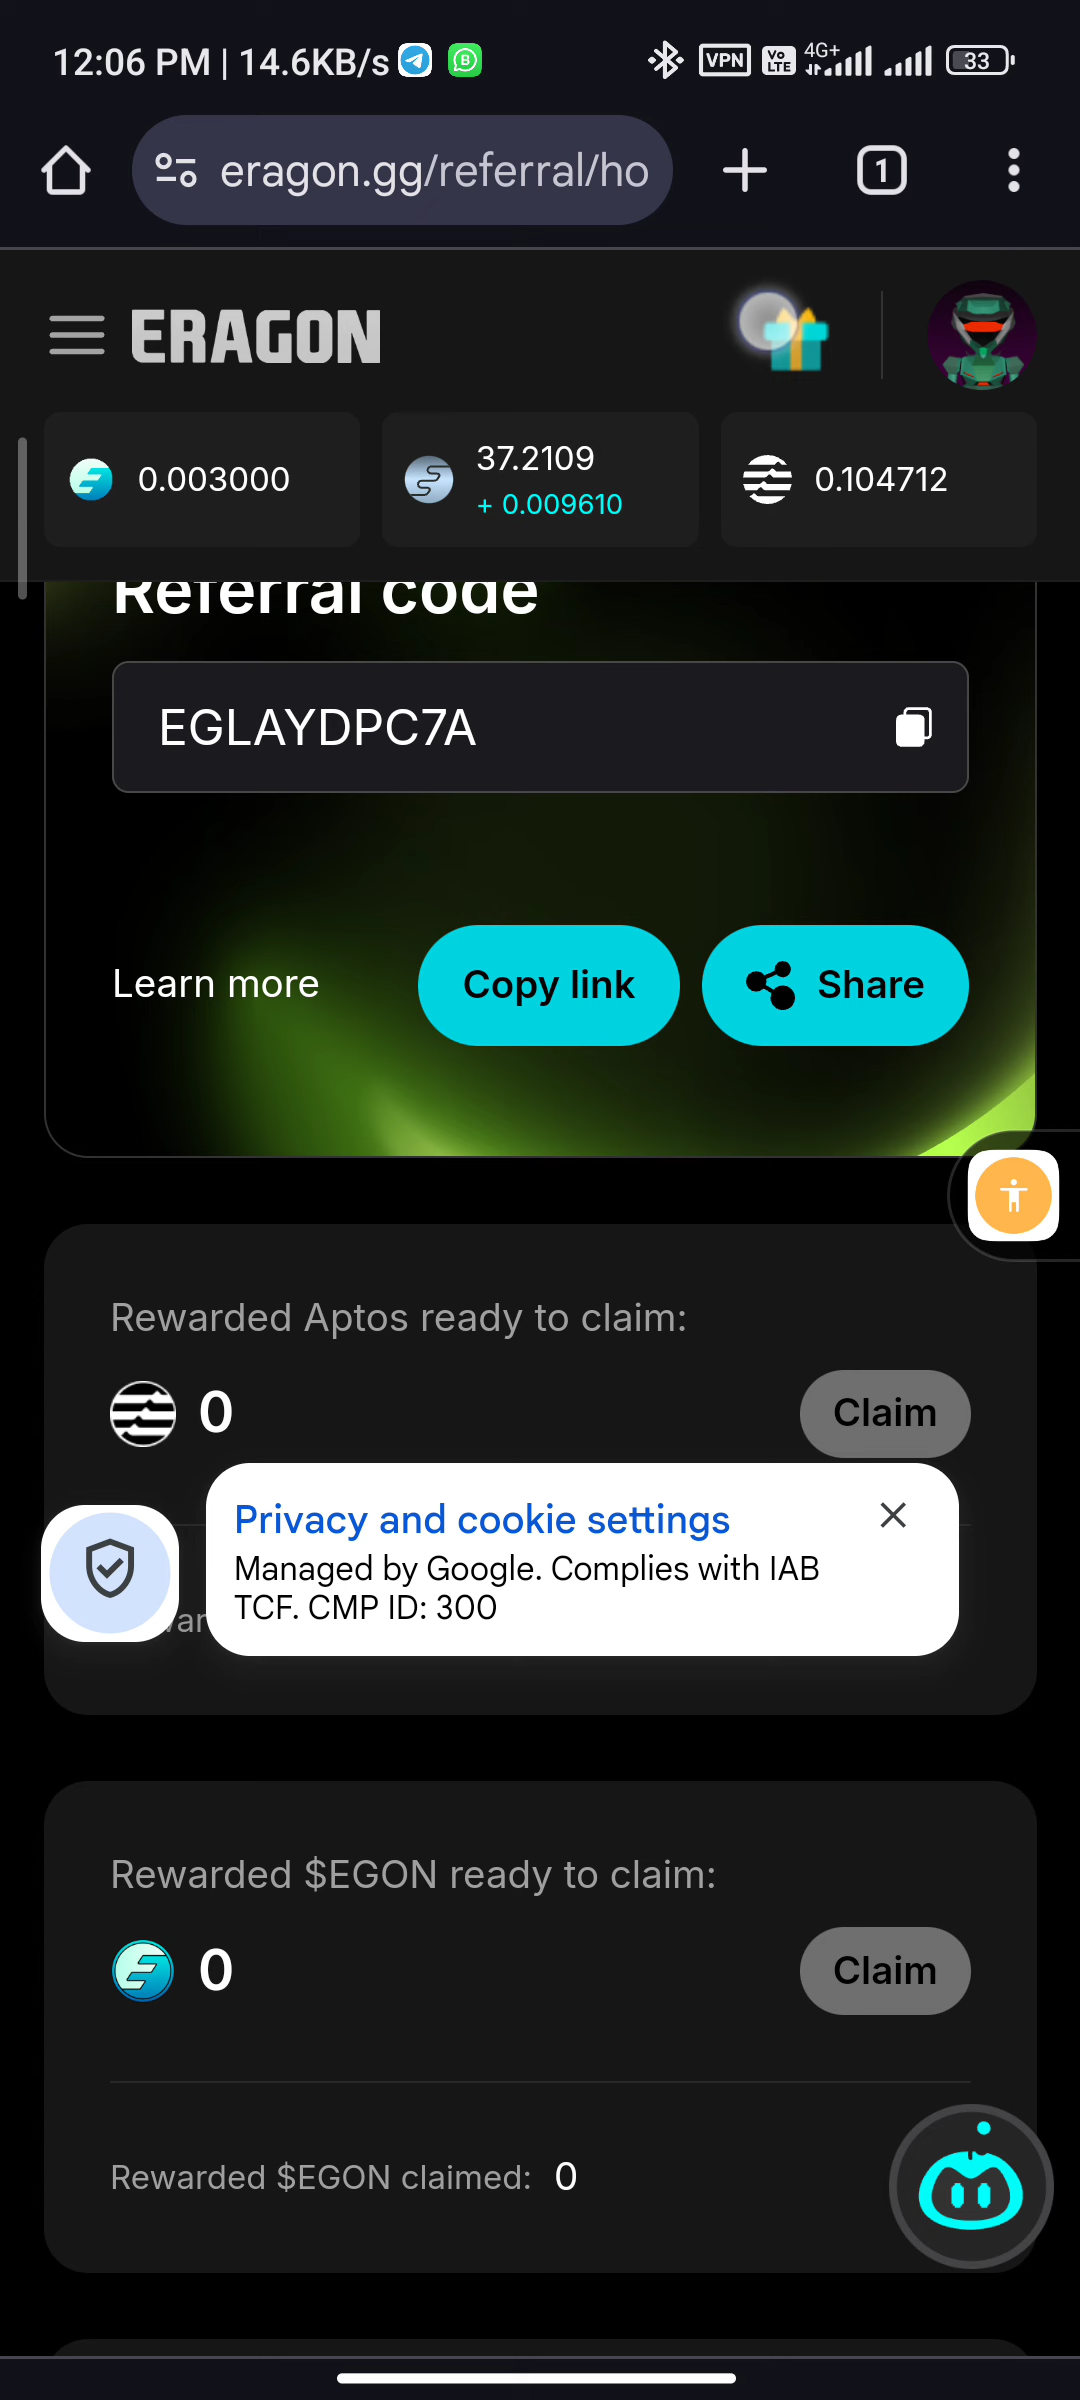 12:06 PM | 14.6KB/s
VPN
Vo
LTE
4G+
33
eragon.gg/referral/ho
1
ERAGON
0.003000
37.2109
+ 0.009610
0.104712
Referral code
EGLAYDPC7A
Learn more
Copy link
Share
Rewarded Aptos ready to claim:
0
Claim
Privacy and cookie settings
Managed by Google. Complies with IAB
TCF. CMP ID: 300
Rewarded $EGON ready to claim:
0
Claim
Rewarded $EGON claimed: 0